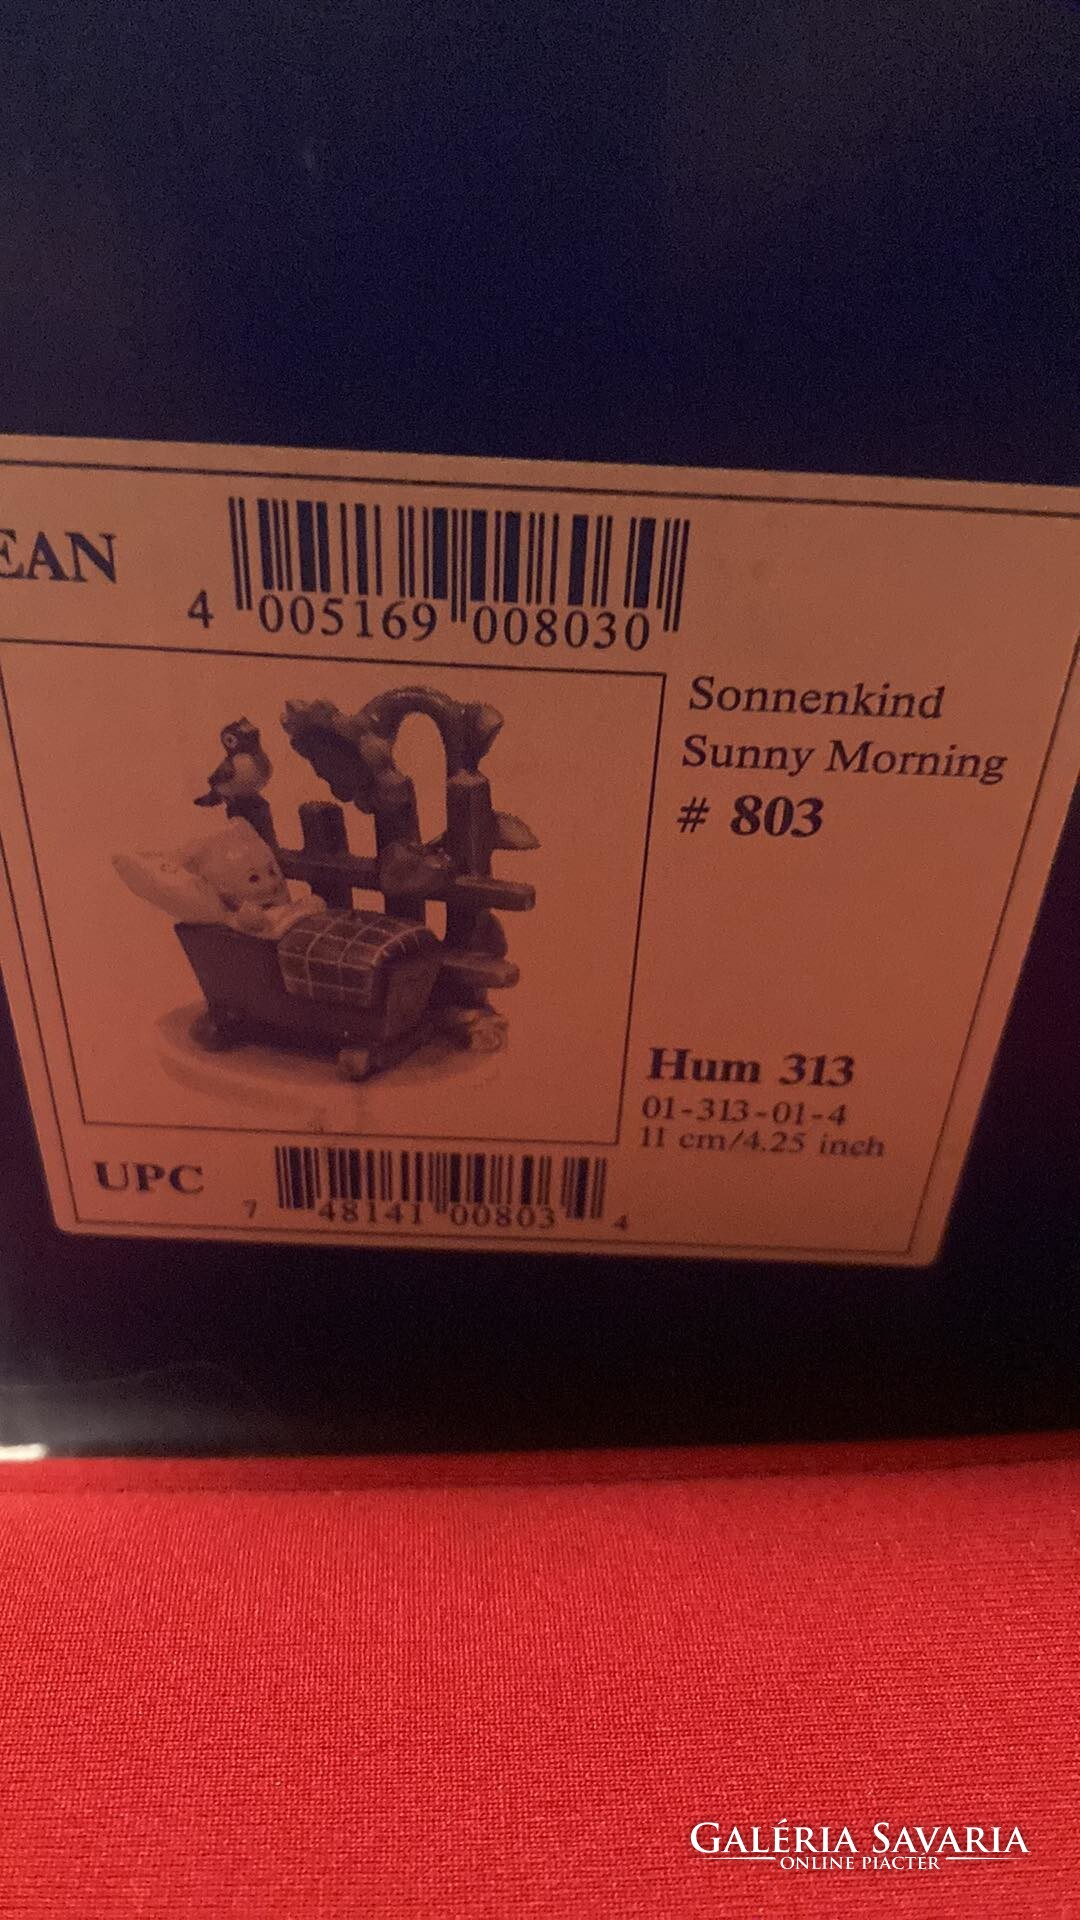 EAN
4 005169 008030
Sonnenkind
Sunny Morning
# 803
Hum 313
01-313-01-4
11 cm/4.25 inch
UPC
7 48141 00803 4
GALÉRIA SAVARIA
ONLINE PIACTÉR